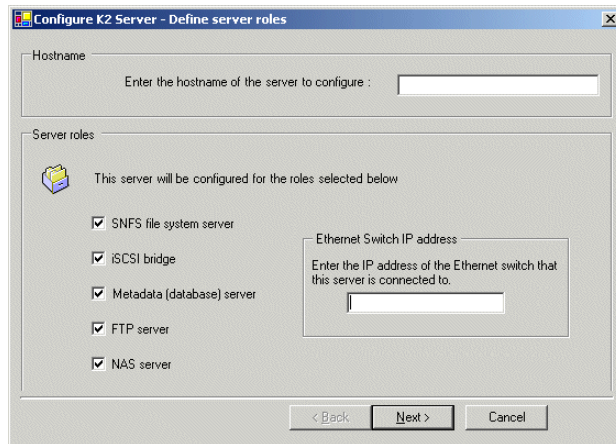 Configure K2 Server - Define server roles
Hostname
Enter the hostname of the server to configure :
Server roles
This server will be configured for the roles selected below
SNFS file system server
iSCSI bridge
Metadata (database) server
FTP server
NAS server
Ethernet Switch IP address
Enter the IP address of the Ethernet switch that
this server is connected to.
< Back
Next >
Cancel